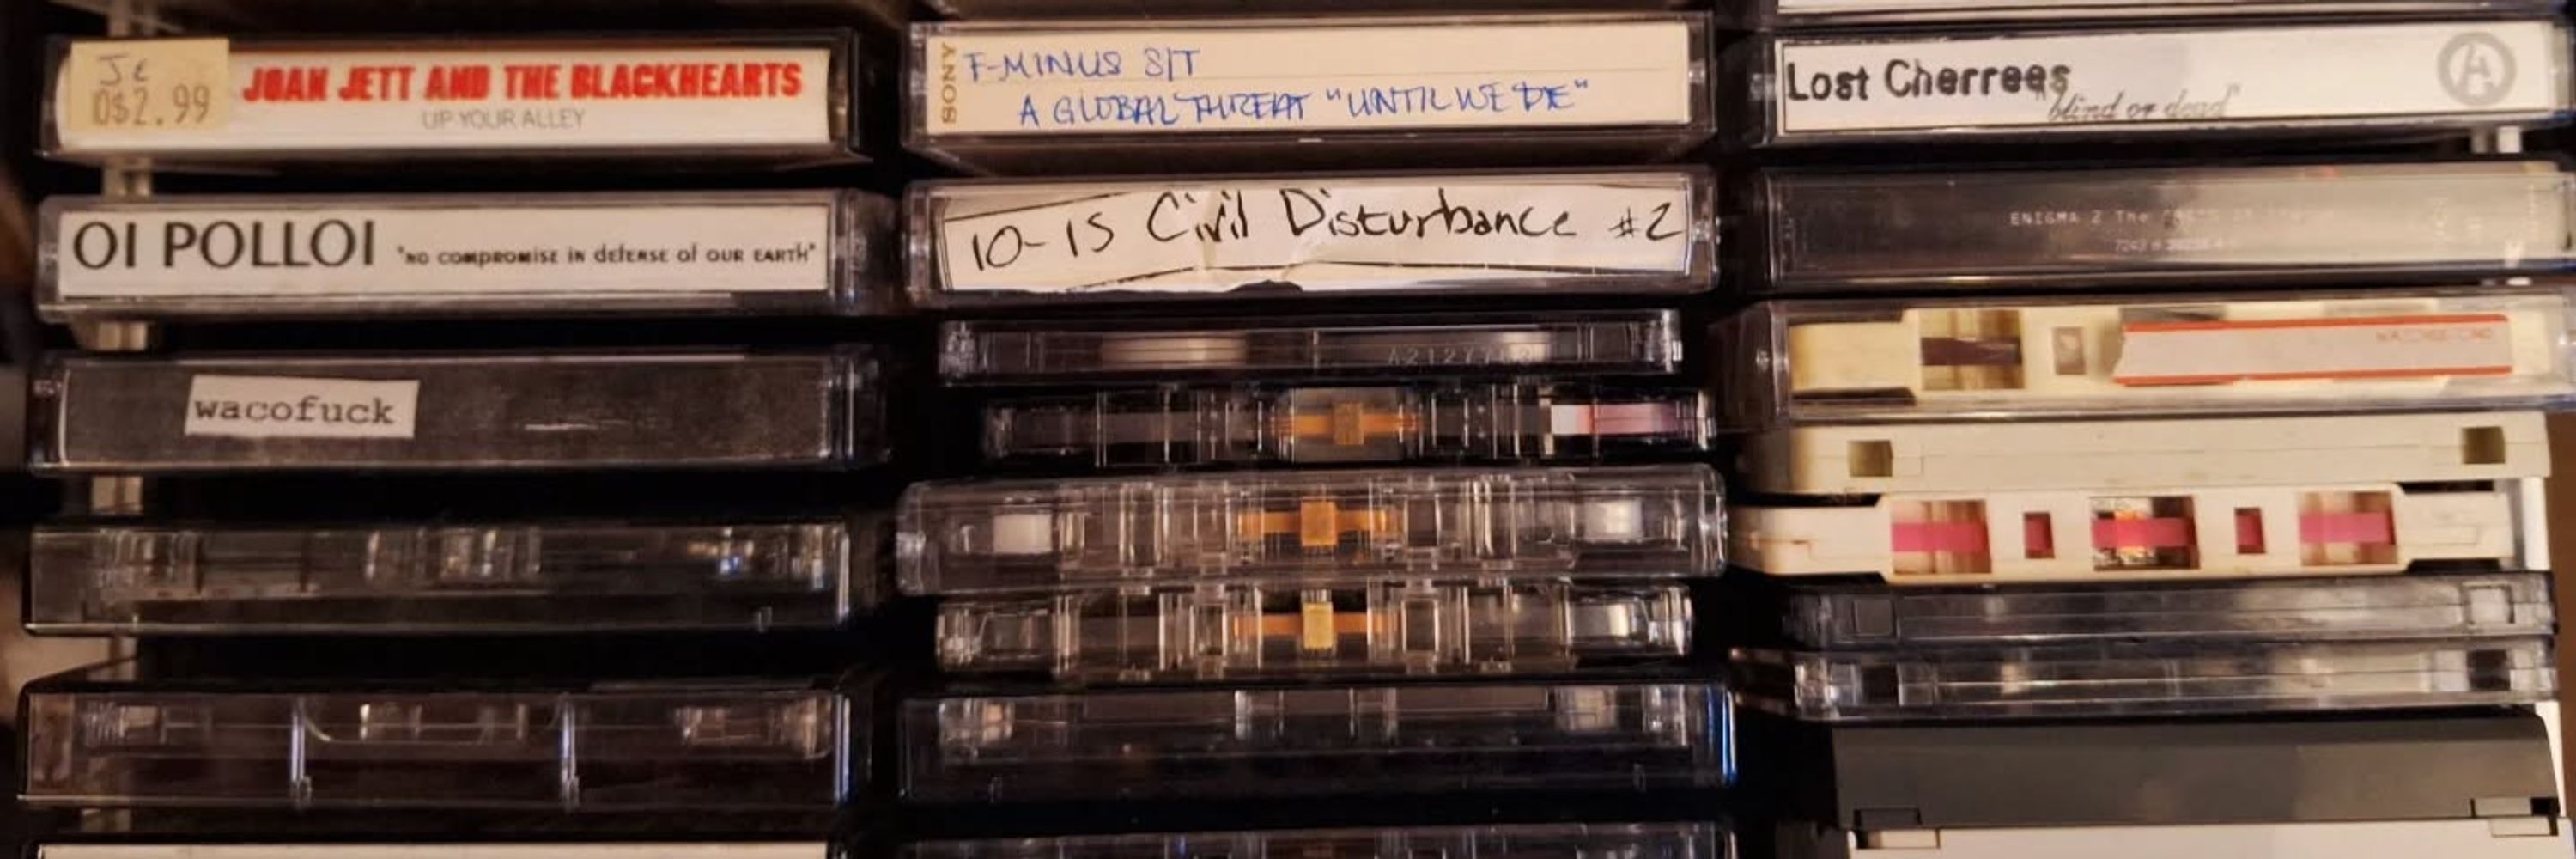 Jc
D$2.99
JOAN JETT AND THE BLACKHEARTS
UP YOUR ALLEY
OI POLLOI "NO COMPROMISE IN defense of OUR EARTH"
wacofuck
SONY
F-MINUS S/T
A GLOBAL THREAT "UNTIL WE DIE"
10-15 Civil Disturbance #2
Lost Cherrees
"blind or dead"
ENIGMA 2 The